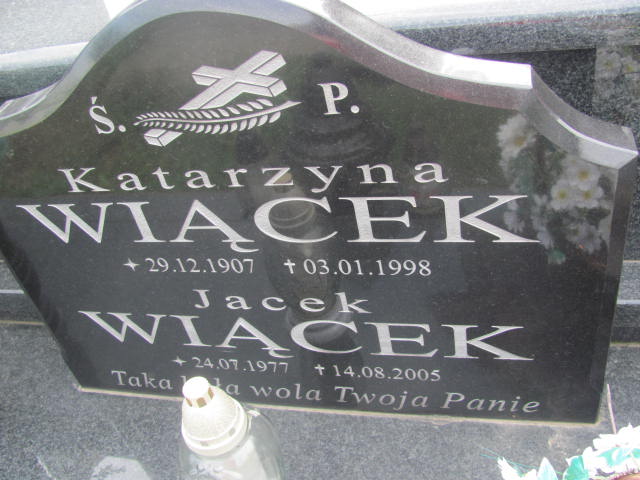 Ś. P.
Katarzyna
WIĄCEK
29.12.1907 03.01.1998
Jacek
WIĄCEK
24.07.1977 14.08.2005
Taka wola Twoja Panie